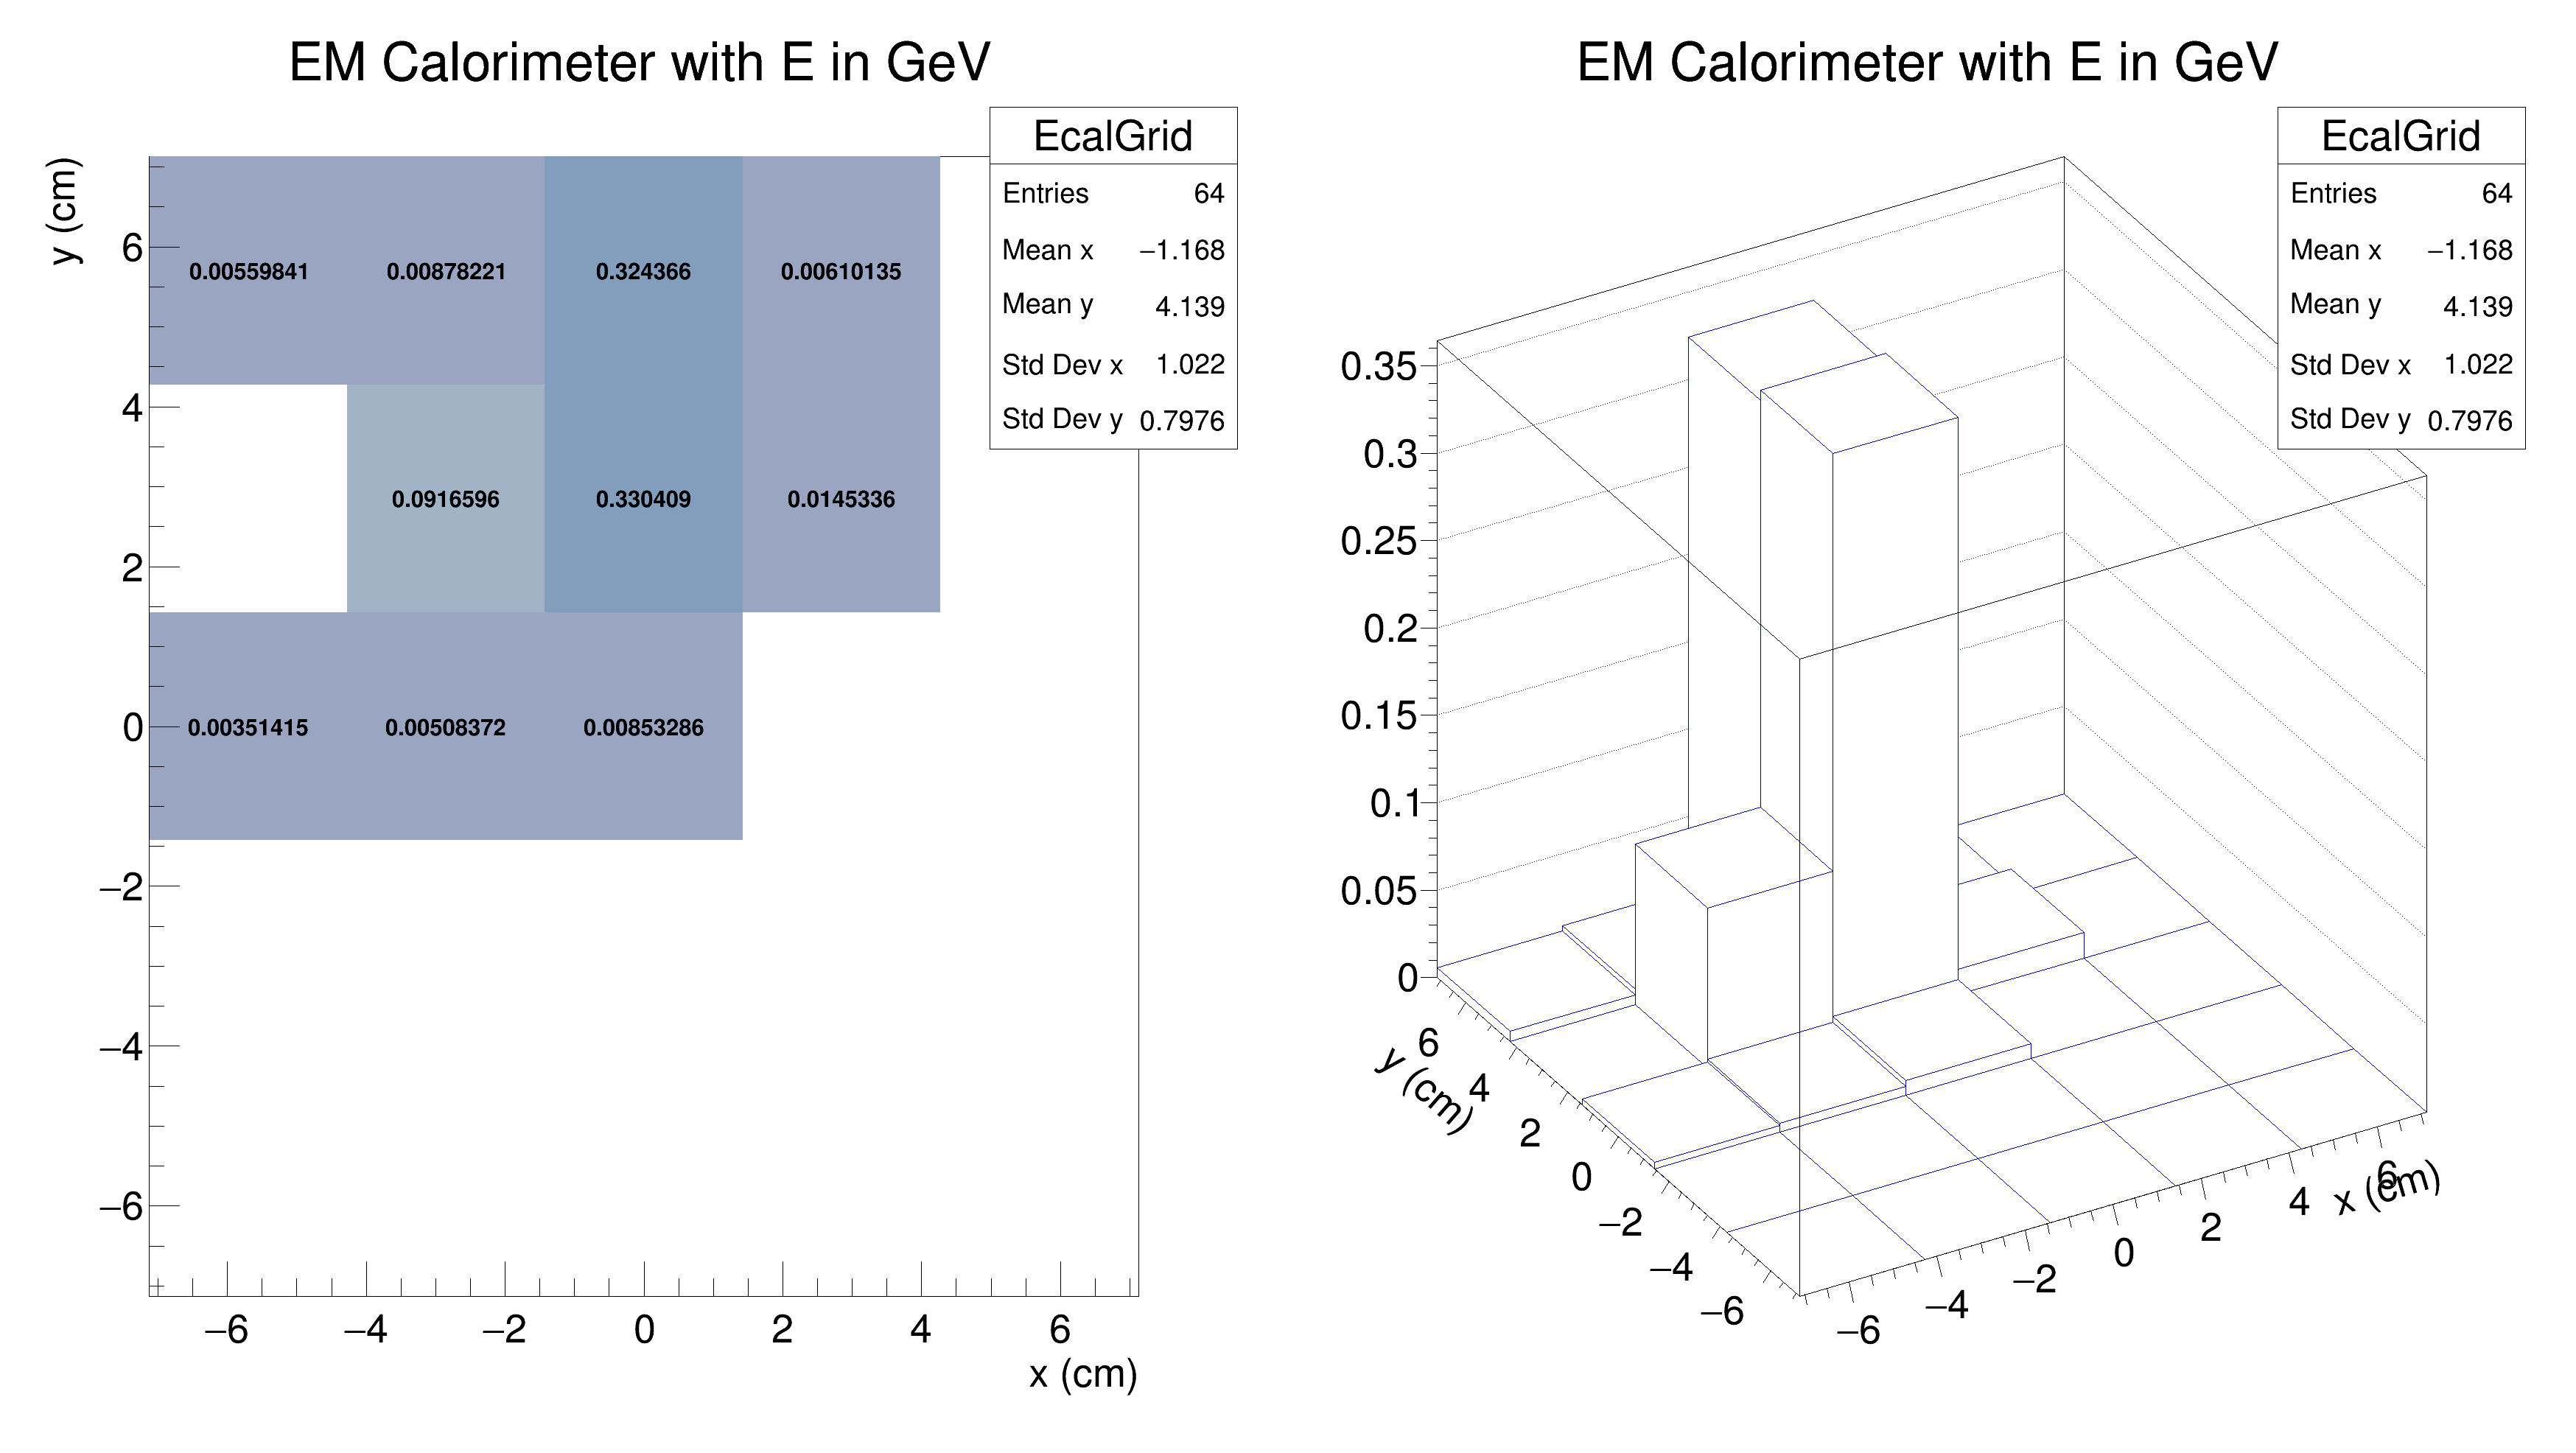 EM Calorimeter with E in GeV
EcalGrid
Entries 64
Mean x −1.168
Mean y 4.139
Std Dev x 1.022
Std Dev y 0.7976
y (cm)
6
4
2
0
−2
−4
−6
0.00559841 0.00878221 0.324366 0.00610135
0.0916596 0.330409 0.0145336
0.00351415 0.00508372 0.00853286
−6 −4 −2 0 2 4 6
x (cm)
EM Calorimeter with E in GeV
EcalGrid
Entries 64
Mean x −1.168
Mean y 4.139
Std Dev x 1.022
Std Dev y 0.7976
0.35
0.3
0.25
0.2
0.15
0.1
0.05
0
y (cm)
6
4
2
0
−2
−4
−6
−6 −4 −2 0 2 4 6
x (cm)